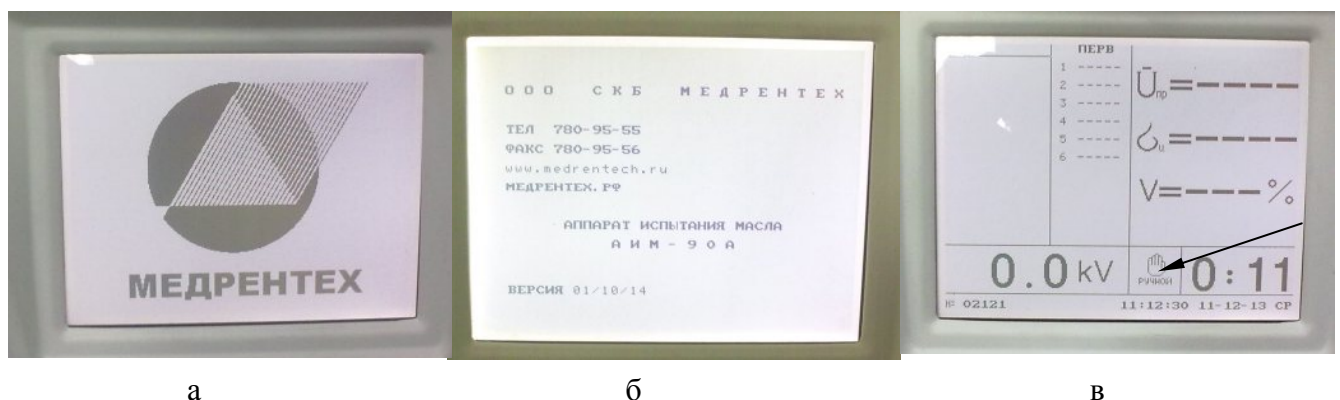 МЕДРЕНТЕХ
ООО СКБ МЕДРЕНТЕХ
ТЕЛ 780-95-55
ФАКС 780-95-56
www.medrentech.ru
МЕДРЕНТЕХ.РФ
АППАРАТ ИСПЫТАНИЯ МАСЛА
АИМ-90А
ВЕРСИЯ 01/10/14
ПЕРВ
1 -----
2 -----
3 -----
4 -----
5 -----
6 -----
Ūпр=----
б̄ц=----
V=---%
0.0 kV
РУЧНОЙ
0:11
№ 02121 11:12:30 11-12-13 СР
а б в